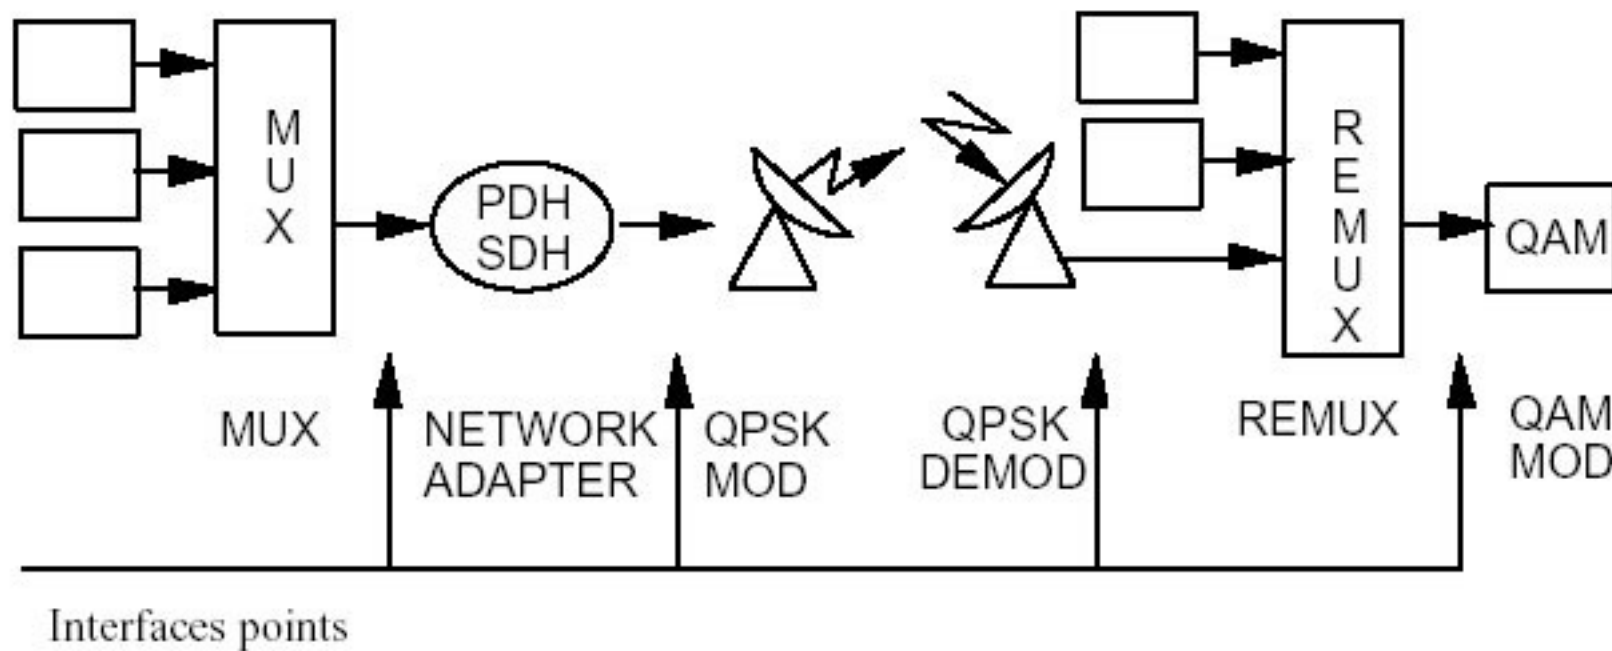 M
U
X
PDH
SDH
R
E
M
U
X
QAM
MUX
NETWORK
ADAPTER
QPSK
MOD
QPSK
DEMOD
REMUX
QAM
MOD
Interfaces points